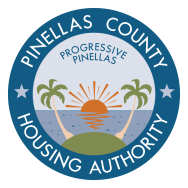 PINELLAS COUNTY
PROGRESSIVE
PINELLAS
HOUSING AUTHORITY